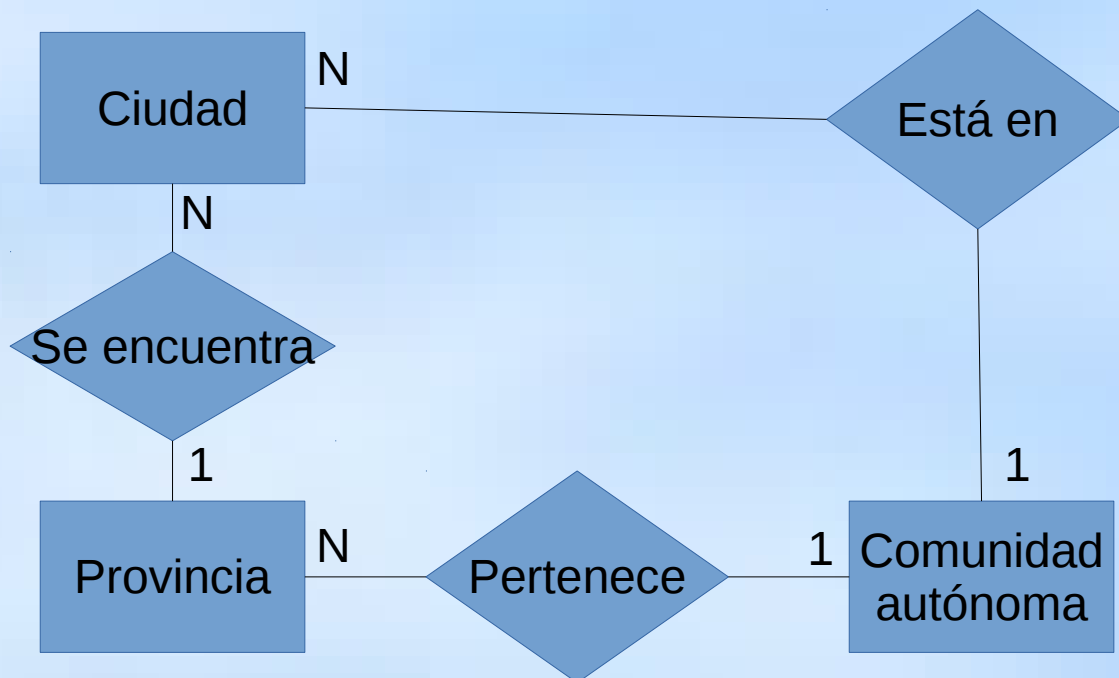 N
Ciudad
Está en
N
Se encuentra
1
1
N
1
Provincia
Pertenece
Comunidad
autónoma